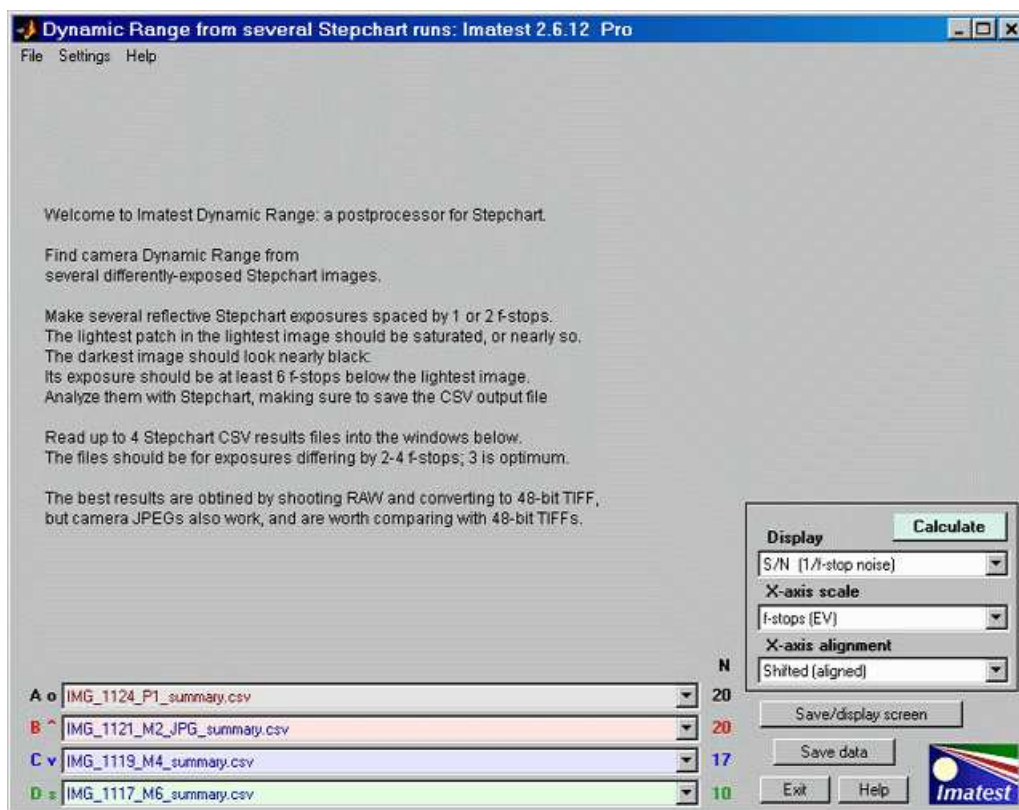 Dynamic Range from several Stepchart runs: Imatest 2.6.12 Pro
File Settings Help
Welcome to Imatest Dynamic Range: a postprocessor for Stepchart.
Find camera Dynamic Range from
several differently-exposed Stepchart images.
Make several reflective Stepchart exposures spaced by 1 or 2 f-stops.
The lightest patch in the lightest image should be saturated, or nearly so.
The darkest image should look nearly black:
Its exposure should be at least 6 f-stops below the lightest image.
Analyze them with Stepchart, making sure to save the CSV output file
Read up to 4 Stepchart CSV results files into the windows below.
The files should be for exposures differing by 2-4 f-stops; 3 is optimum.
The best results are obtined by shooting RAW and converting to 48-bit TIFF,
but camera JPEGs also work, and are worth comparing with 48-bit TIFFs.
Calculate
Display
S/N (1/f-stop noise)
X-axis scale
f-stops (EV)
X-axis alignment
Shifted (aligned)
N
A o IMG_1124_P1_summary.csv 20
B ^ IMG_1121_M2_JPG_summary.csv 20
C v IMG_1119_M4_summary.csv 17
D s IMG_1117_M6_summary.csv 10
Save/display screen
Save data
Exit Help
Imatest